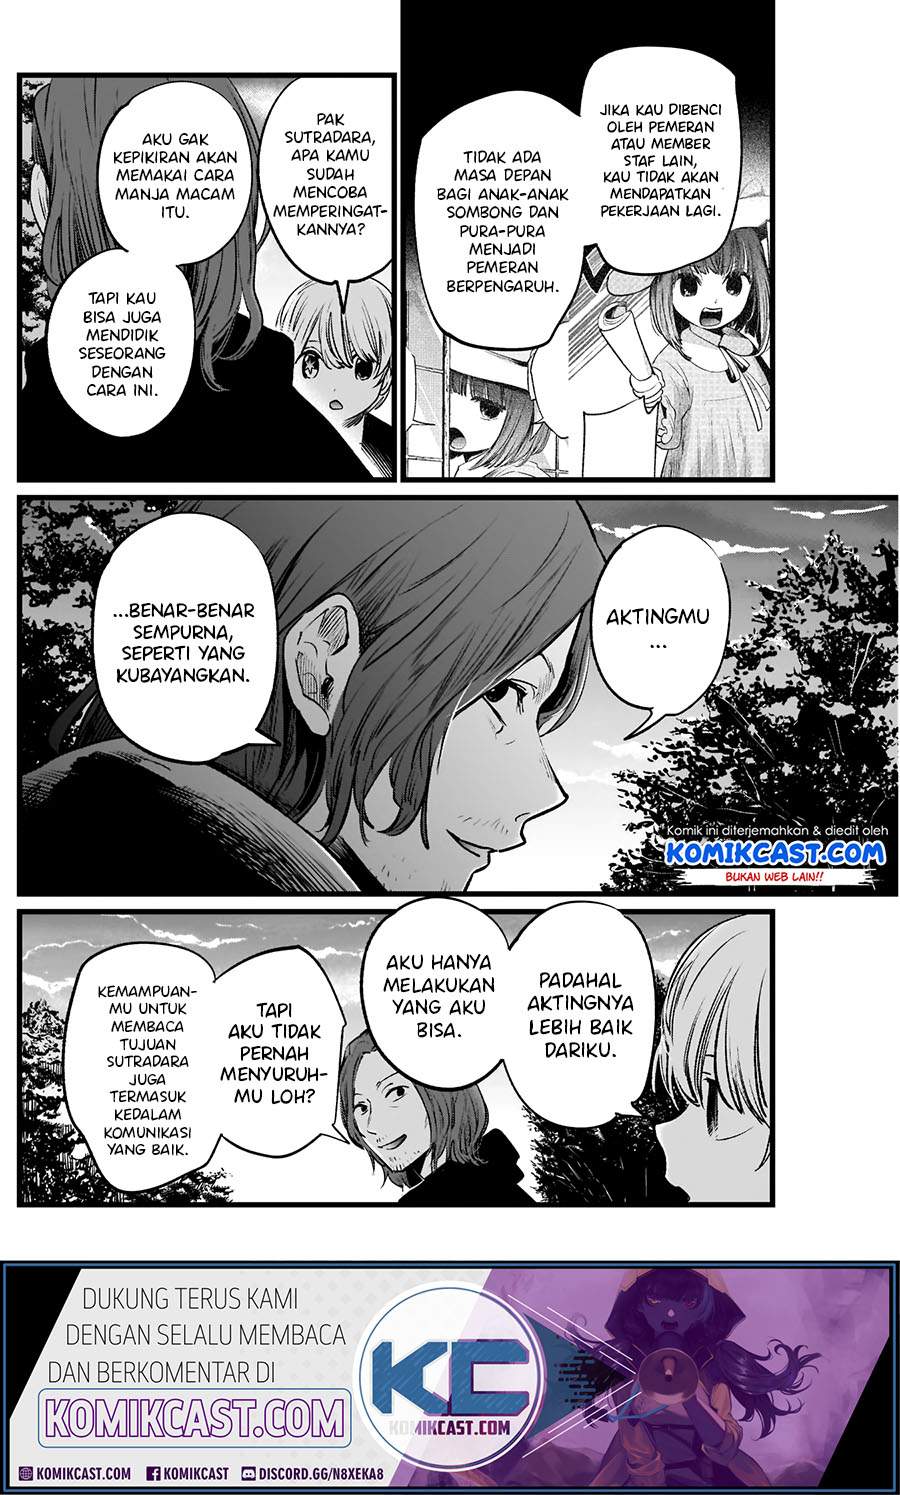 JIKA KAU DIBENCI
OLEH PEMERAN
ATAU MEMBER
STAF LAIN,
KAU TIDAK AKAN
MENDAPATKAN
PEKERJAAN LAGI.
TIDAK ADA
MASA DEPAN
BAGI ANAK-ANAK
SOMBONG DAN
PURA-PURA
MENJADI
PEMERAN
BERPENGARUH.
PAK
SUTRADARA,
APA KAMU
SUDAH
MENCOBA
MEMPERINGAT-
KANNYA?
AKU GAK
KEPIKIRAN AKAN
MEMAKAI CARA
MANJA MACAM
ITU.
TAPI KAU
BISA JUGA
MENDIDIK
SESEORANG
DENGAN
CARA INI.
AKTINGMU
...
...BENAR-BENAR
SEMPURNA,
SEPERTI YANG
KUBAYANGKAN.
Komik ini diterjemahkan & diedit oleh
KOMIKCAST.COM
BUKAN WEB LAIN!!
PADAHAL
AKTINGNYA
LEBIH BAIK
DARIKU.
AKU HANYA
MELAKUKAN
YANG AKU
BISA.
TAPI
AKU TIDAK
PERNAH
MENYURUH-
MU LOH?
KEMAMPUAN-
MU UNTUK
MEMBACA
TUJUAN
SUTRADARA
JUGA
TERMASUK
KEDALAM
KOMUNIKASI
YANG BAIK.
DUKUNG TERUS KAMI
DENGAN SELALU MEMBACA
DAN BERKOMENTAR DI
KOMIKCAST.COM
KC
KOMIKCAST.COM
KOMIKCAST.COM KOMIKCAST DISCORD.GG/N8XEKA8